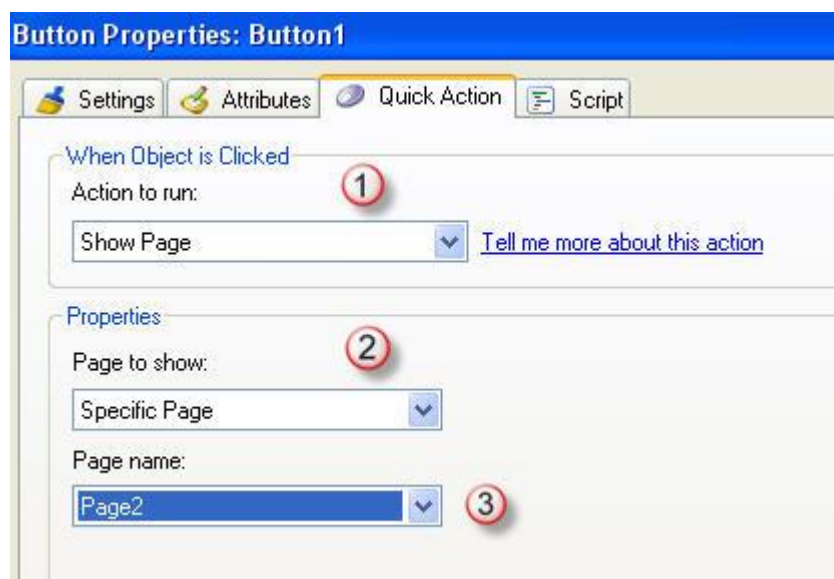 Button Properties: Button1
Settings Attributes Quick Action Script
When Object is Clicked
Action to run:
1
Show Page Tell me more about this action
Properties
Page to show:
2
Specific Page
Page name:
Page2
3